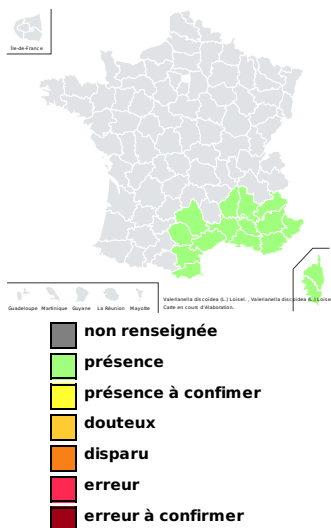 Île-de-France
Guadeloupe Martinique Guyane La Réunion Mayotte
Valerianella discoidea (L.) Loisel. , Valerianella discoidea (L.) Loise
Carte en cours d'élaboration.
non renseignée
présence
présence à confimer
douteux
disparu
erreur
erreur à confirmer